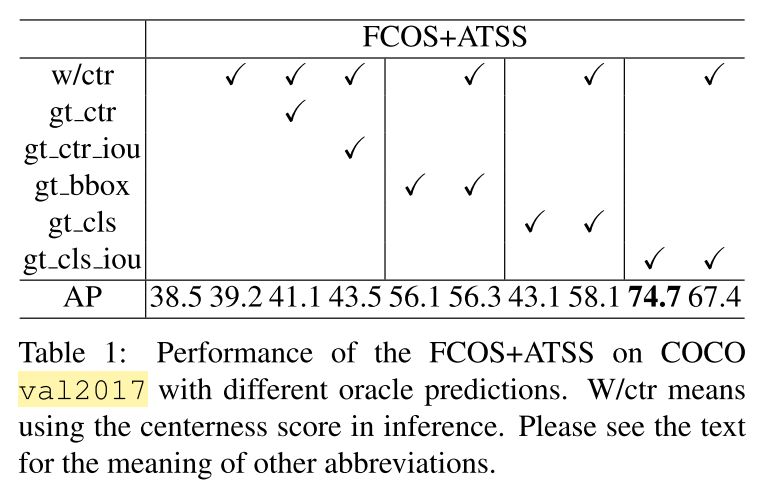 FCOS+ATSS
w/ctr ✓ ✓ ✓ ✓ ✓ ✓
gt_ctr ✓
gt_ctr_iou ✓
gt_bbox ✓ ✓
gt_cls ✓ ✓
gt_cls_iou ✓ ✓
AP 38.5 39.2 41.1 43.5 56.1 56.3 43.1 58.1 74.7 67.4
Table 1: Performance of the FCOS+ATSS on COCO
val2017 with different oracle predictions. W/ctr means
using the centerness score in inference. Please see the text
for the meaning of other abbreviations.